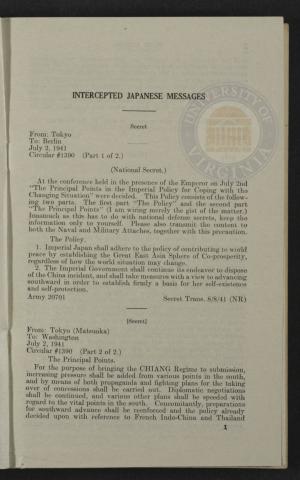 INTERCEPTED JAPANESE MESSAGES
Secret
From: Tokyo
To: Berlin
July 2, 1941
Circular #1390 (Part 1 of 2.)
(National Secret.)
At the conference held in the presence of the Emperor on July 2nd
"The Principal Points in the Imperial Policy for Coping with the
Changing Situation" were decided. This Policy consists of the follow-
ing two parts. The first part "The Policy" and the second part
"The Principal Points" (I am wiring merely the gist of the matter.)
Inasmuch as this has to do with national defense secrets, keep the
information only to yourself. Please also transmit the content to
both the Naval and Military Attaches, together with this precaution.
The Policy.
1. Imperial Japan shall adhere to the policy of contributing to world
peace by establishing the Great East Asia Sphere of Co-prosperity,
regardless of how the world situation may change.
2. The Imperial Government shall continue its endeavor to dispose
of the China incident, and shall take measures with a view to advancing
southward in order to establish firmly a basis for her self-existence
and self-protection.
Army 20701 Secret Trans. 8/8/41 (NR)
[Secret]
From: Tokyo (Matsuoka)
To: Washington
July 2, 1941
Circular #1390 (Part 2 of 2.)
The Principal Points.
For the purpose of bringing the CHIANG Regime to submission,
increasing pressure shall be added from various points in the south,
and by means of both propaganda and fighting plans for the taking
over of concessions shall be carried out. Diplomatic negotiations
shall be continued, and various other plans shall be speeded with
regard to the vital points in the south. Concomitantly, preparations
for southward advance shall be reenforced and the policy already
decided upon with reference to French Indo-China and Thailand
1
UNIVERSITY OF VIRGINIA